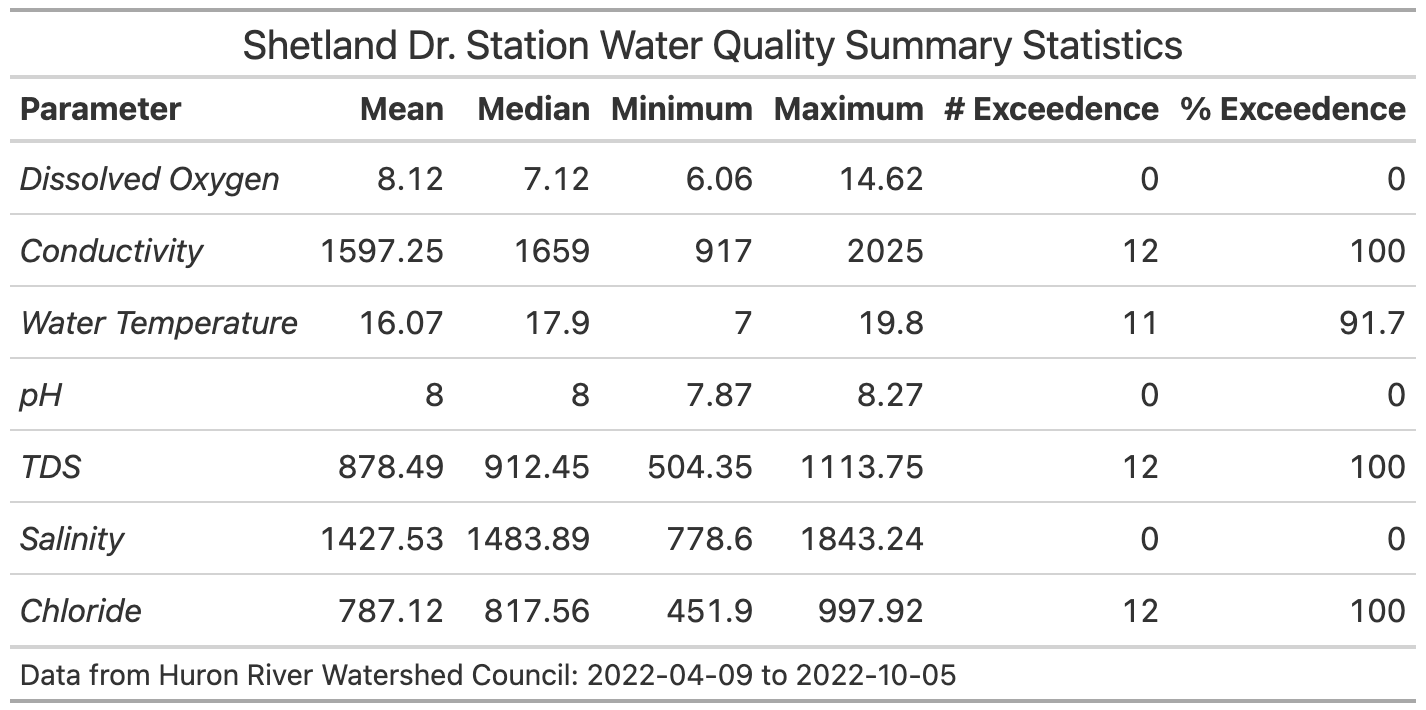 Shetland Dr. Station Water Quality Summary Statistics
Parameter Mean Median Minimum Maximum # Exceedence % Exceedence
Dissolved Oxygen 8.12 7.12 6.06 14.62 0 0
Conductivity 1597.25 1659 917 2025 12 100
Water Temperature 16.07 17.9 7 19.8 11 91.7
pH 8 8 7.87 8.27 0 0
TDS 878.49 912.45 504.35 1113.75 12 100
Salinity 1427.53 1483.89 778.6 1843.24 0 0
Chloride 787.12 817.56 451.9 997.92 12 100
Data from Huron River Watershed Council: 2022-04-09 to 2022-10-05